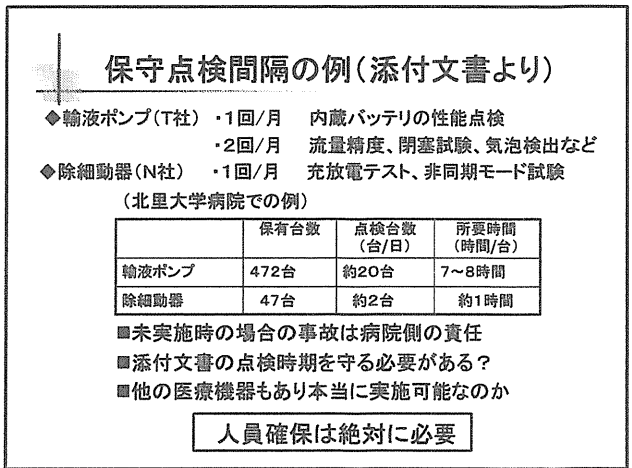 保守点検間隔の例(添付文書より)
◆輸液ポンプ(T社) ・1回/月 内蔵バッテリの性能点検
・2回/月 流量精度、閉塞試験、気泡検出など
◆除細動器(N社) ・1回/月 充放電テスト、非同期モード試験
(北里大学病院での例)
保有台数 点検台数(台/日) 所要時間(時間/台)
輸液ポンプ 472台 約20台 7~8時間
除細動器 47台 約2台 約1時間
■未実施時の場合の事故は病院側の責任
■添付文書の点検時期を守る必要がある?
■他の医療機器もあり本当に実施可能なのか
人員確保は絶対に必要